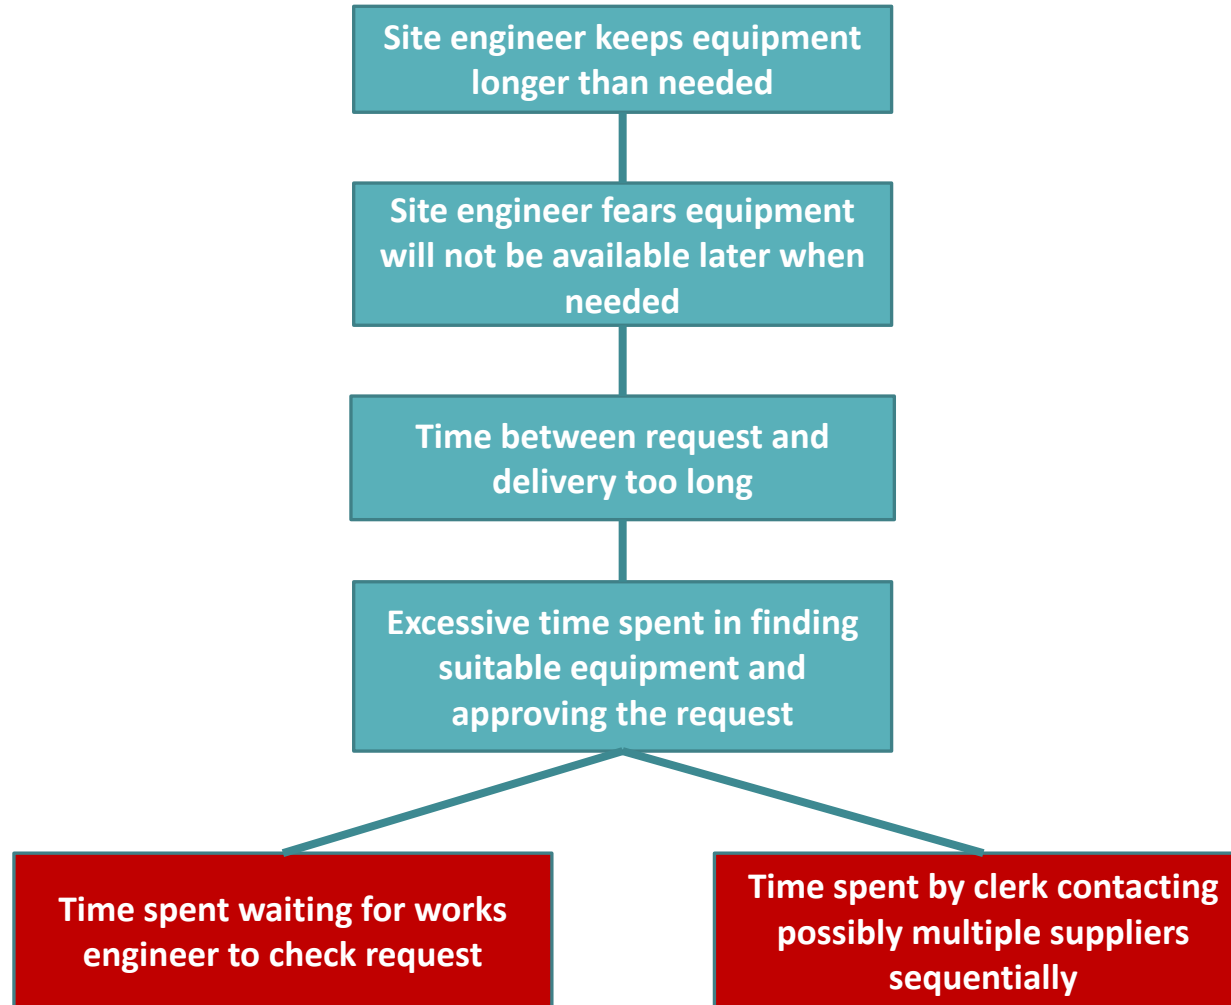 Site engineer keeps equipment
longer than needed
Site engineer fears equipment
will not be available later when
needed
Time between request and
delivery too long
Excessive time spent in finding
suitable equipment and
approving the request
Time spent waiting for works
engineer to check request
Time spent by clerk contacting
possibly multiple suppliers
sequentially